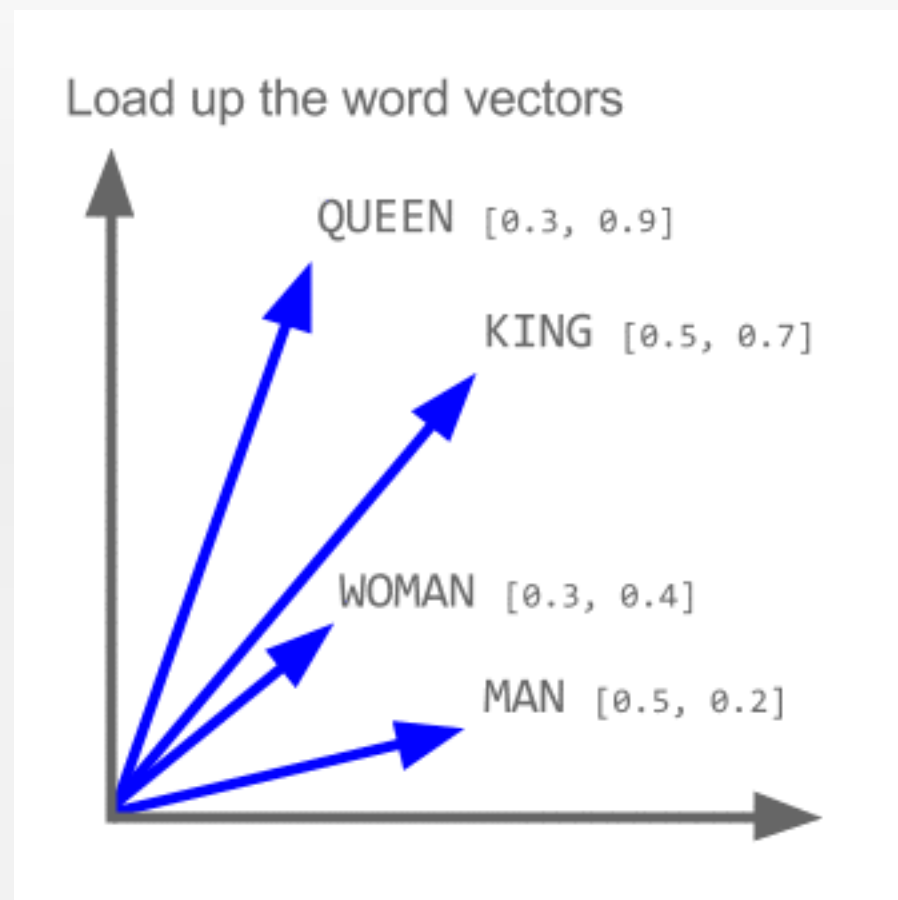 Load up the word vectors
QUEEN [0.3, 0.9]
KING [0.5, 0.7]
WOMAN [0.3, 0.4]
MAN [0.5, 0.2]